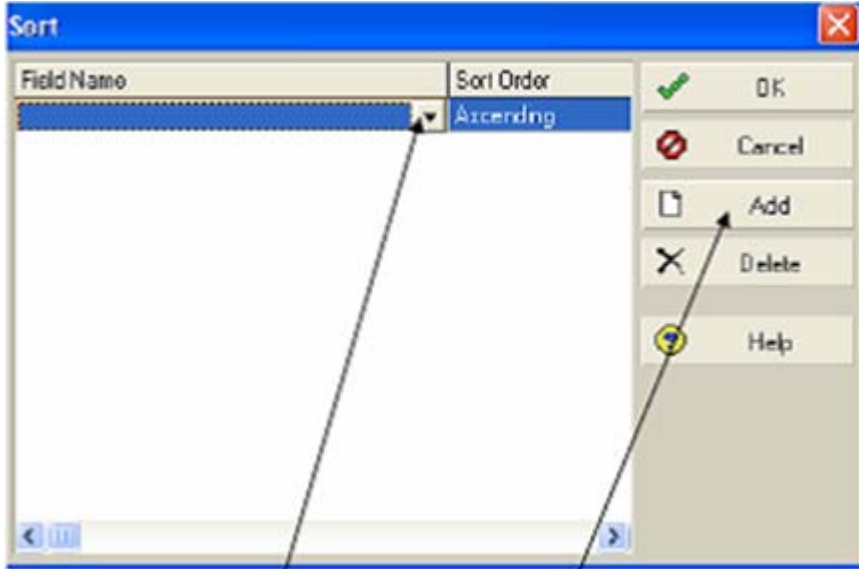 Sort
Field Name Sort Order
Ascending
OK
Cancel
Add
Delete
Help